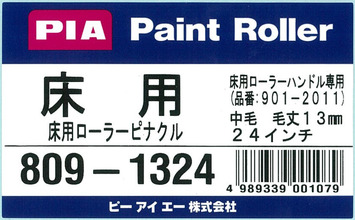 PIA Paint Roller
床用
床用ローラーピナクル
床用ローラーハンドル専用
(品番:901-2011)
中毛 毛丈13mm
24インチ
809-1324
4 989339 001079
ピーアイエー株式会社